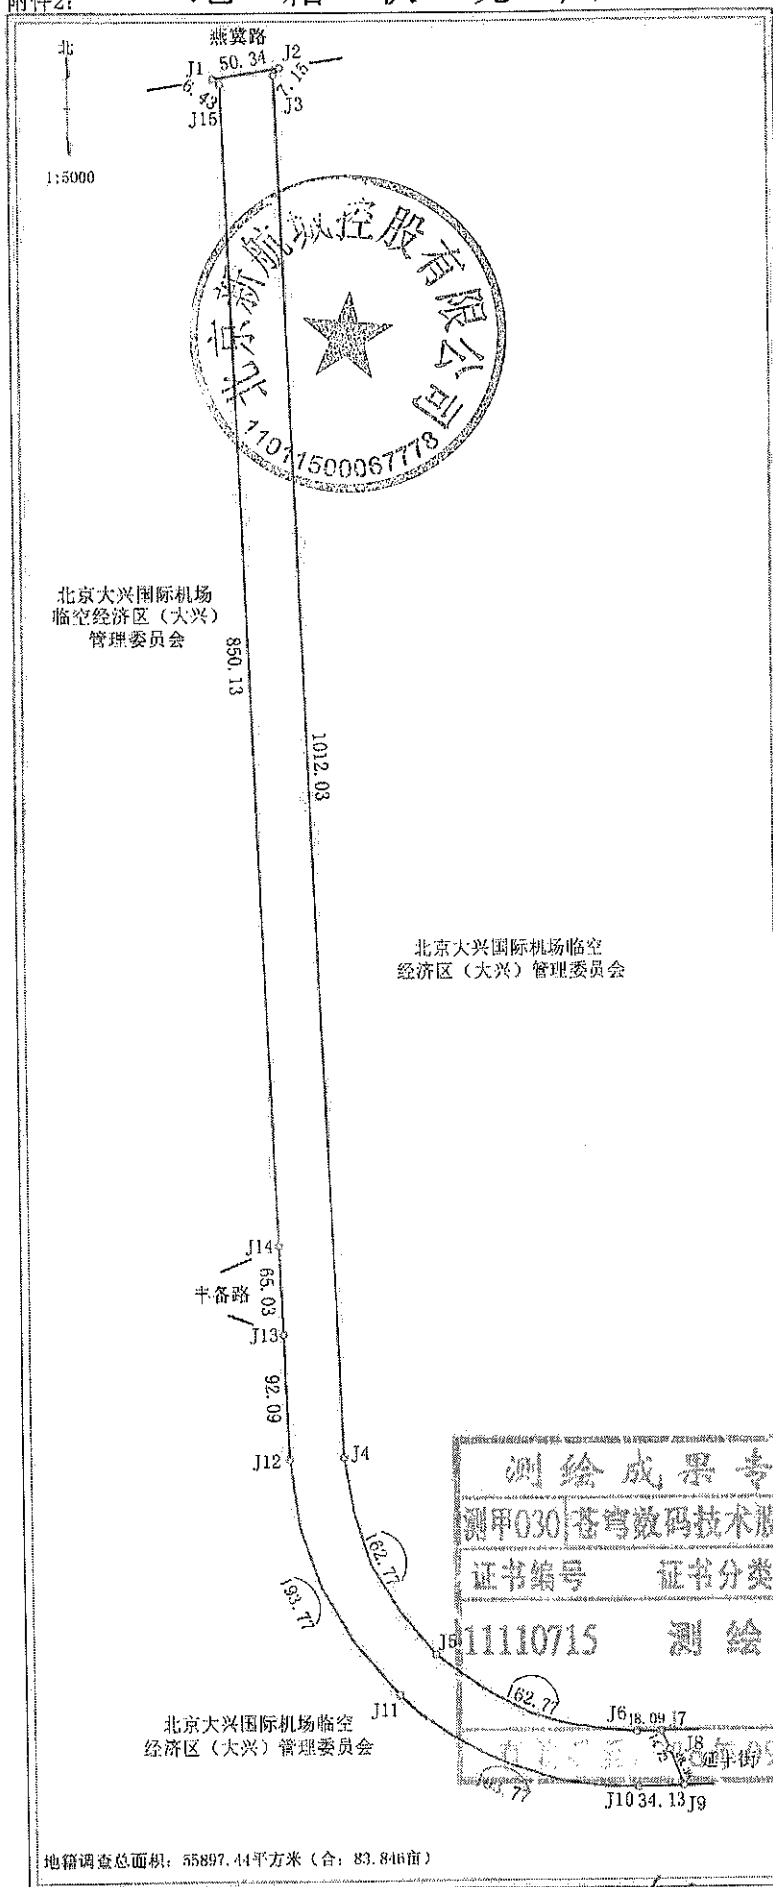 附件2:
北
1:5000
燕冀路
J1
50.34
J2
7.15
6.43
J3
J15
北京新航城控股有限公司
11011500067778
北京大兴国际机场
临空经济区（大兴）
管理委员会
850.13
1012.03
北京大兴国际机场临空
经济区（大兴）管理委员会
J14
65.03
J13
92.09
J12
J4
162.77
193.77
J5
162.77
J11
J6
18.09
J7
J8
J10
34.13
J9
测绘成果专
测甲030
苍穹数码技术股
证书编号
证书分类
11110715
测绘
北京大兴国际机场临空
经济区（大兴）管理委员会
地籍调查总面积：55897.44平方米（合：83.846亩）